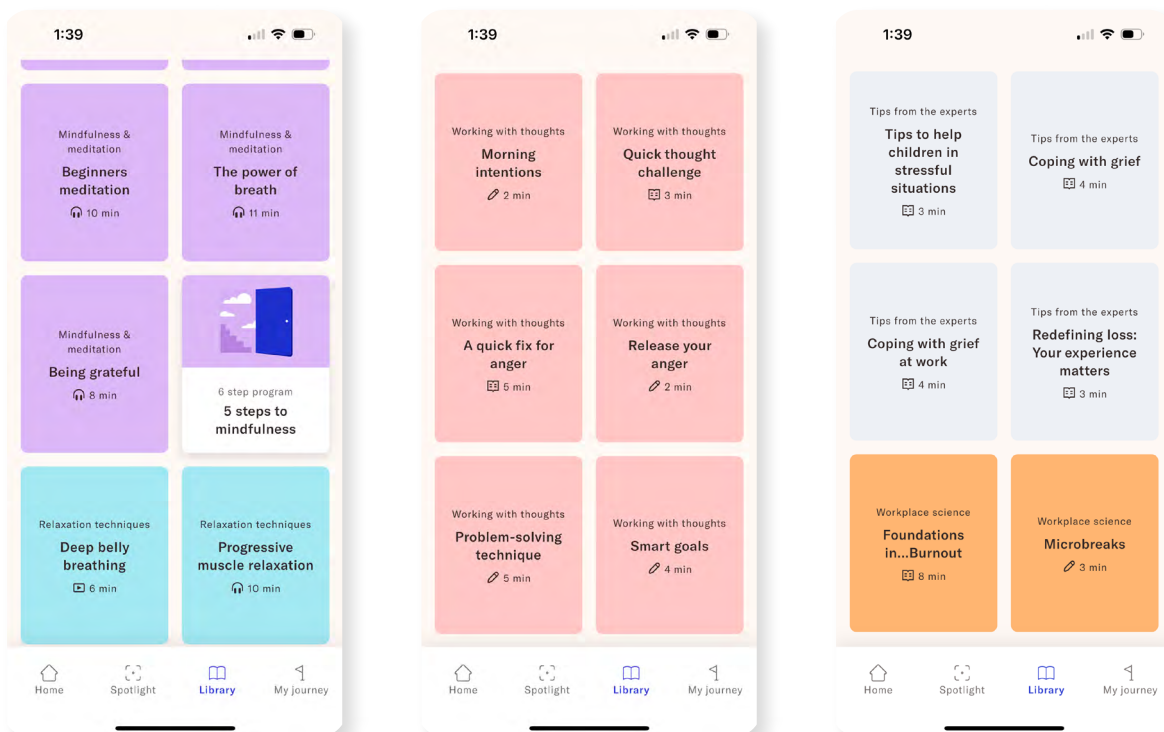 1:39
Mindfulness &
meditation
Beginners
meditation
10 min
Mindfulness &
meditation
The power of
breath
11 min
Mindfulness &
meditation
Being grateful
8 min
6 step program
5 steps to
mindfulness
Relaxation techniques
Deep belly
breathing
6 min
Relaxation techniques
Progressive
muscle relaxation
10 min
Home
Spotlight
Library
My journey
1:39
Working with thoughts
Morning
intentions
2 min
Working with thoughts
Quick thought
challenge
3 min
Working with thoughts
A quick fix for
anger
5 min
Working with thoughts
Release your
anger
2 min
Working with thoughts
Problem-solving
technique
5 min
Working with thoughts
Smart goals
4 min
Home
Spotlight
Library
My journey
1:39
Tips from the experts
Tips to help
children in
stressful
situations
3 min
Tips from the experts
Coping with grief
4 min
Tips from the experts
Coping with grief
at work
4 min
Tips from the experts
Redefining loss:
Your experience
matters
3 min
Workplace science
Foundations
in...Burnout
8 min
Workplace science
Microbreaks
3 min
Home
Spotlight
Library
My journey